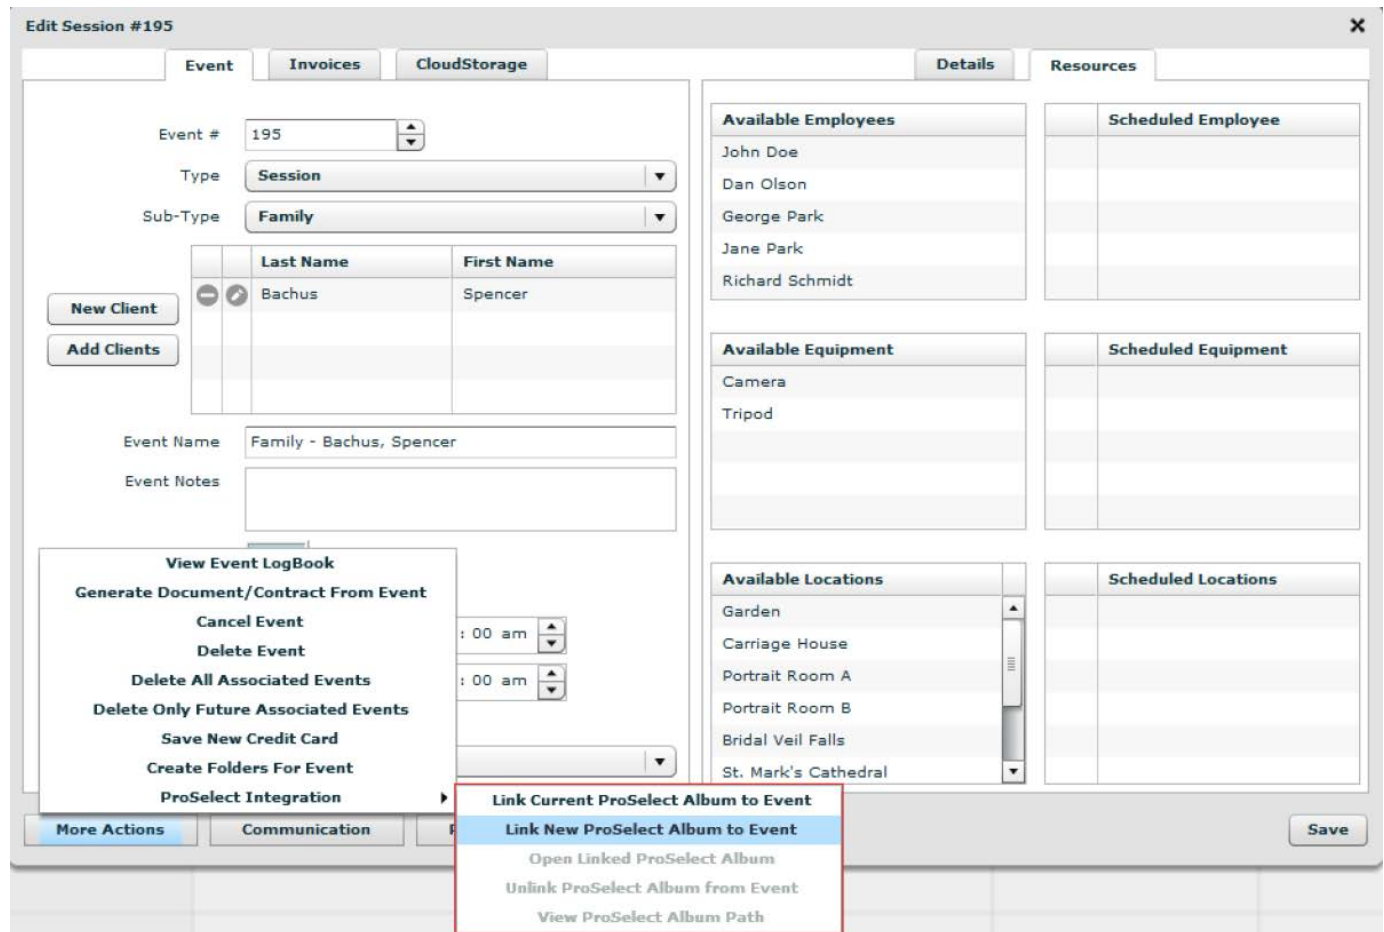 Edit Session #195
Event
Invoices
CloudStorage
Event # 195
Type Session
Sub-Type Family
Last Name First Name
Bachus Spencer
New Client
Add Clients
Event Name Family - Bachus, Spencer
Event Notes
: 00 am
: 00 am
View Event LogBook
Generate Document/Contract From Event
Cancel Event
Delete Event
Delete All Associated Events
Delete Only Future Associated Events
Save New Credit Card
Create Folders For Event
ProSelect Integration
Link Current ProSelect Album to Event
Link New ProSelect Album to Event
Open Linked ProSelect Album
Unlink ProSelect Album from Event
View ProSelect Album Path
More Actions
Communication
Details
Resources
Available Employees
John Doe
Dan Olson
George Park
Jane Park
Richard Schmidt
Scheduled Employee
Available Equipment
Camera
Tripod
Scheduled Equipment
Available Locations
Garden
Carriage House
Portrait Room A
Portrait Room B
Bridal Veil Falls
St. Mark's Cathedral
Scheduled Locations
Save